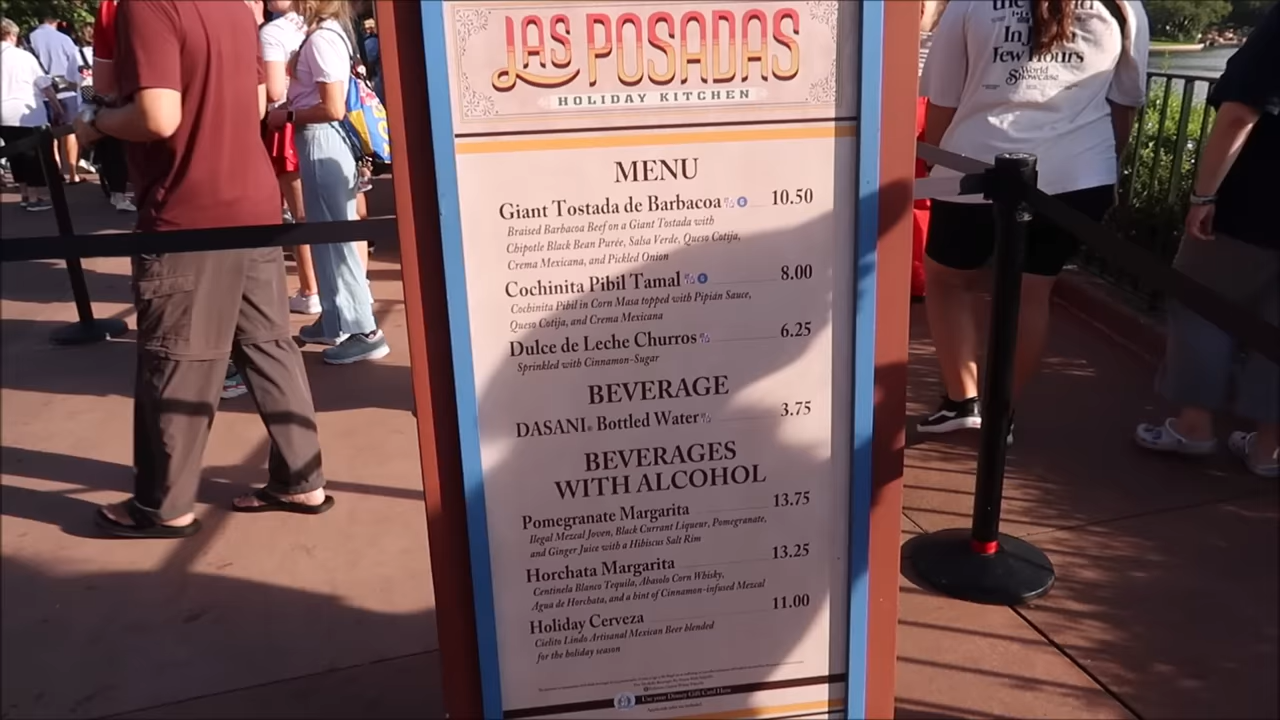 LAS POSADAS
HOLIDAY KITCHEN
MENU
Giant Tostada de Barbacoa 10.50
Braised Barbacoa Beef on a Giant Tostada with
Chipotle Black Bean Purée, Salsa Verde, Queso Cotija,
Crema Mexicana, and Pickled Onion
Cochinita Pibil Tamal 8.00
Cochinita Pibil in Corn Masa topped with Pipián Sauce,
Queso Cotija, and Crema Mexicana
Dulce de Leche Churros 6.25
Sprinkled with Cinnamon-Sugar
BEVERAGE
DASANI® Bottled Water 3.75
BEVERAGES
WITH ALCOHOL
Pomegranate Margarita 13.75
Ilegal Mezcal Joven, Black Currant Liqueur, Pomegranate,
and Ginger Juice with a Hibiscus Salt Rim
Horchata Margarita 13.25
Centinela Blanco Tequila, Abasolo Corn Whisky,
Agua de Horchata, and a hint of Cinnamon-infused Mezcal
Holiday Cerveza 11.00
Cielito Lindo Artisanal Mexican Beer blended
for the holiday season
Use your Disney Gift Card Here
the
In
Few Hours
World
Showcase